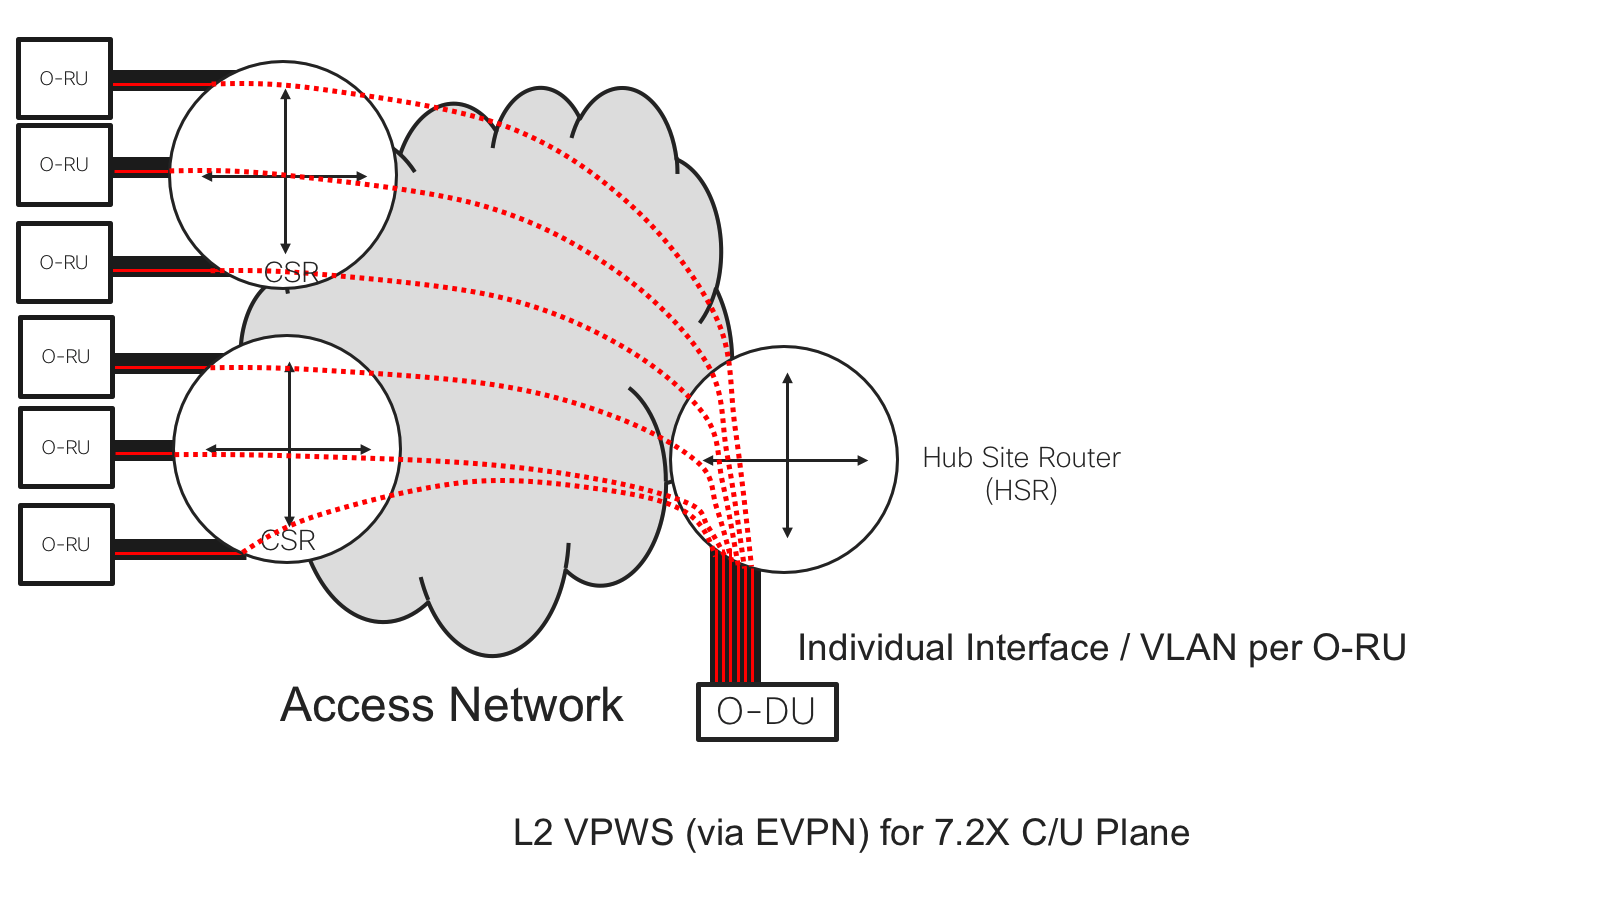 O-RU
O-RU
O-RU
CSR
O-RU
O-RU
O-RU
CSR
Hub Site Router
(HSR)
Individual Interface / VLAN per O-RU
Access Network
O-DU
L2 VPWS (via EVPN) for 7.2X C/U Plane